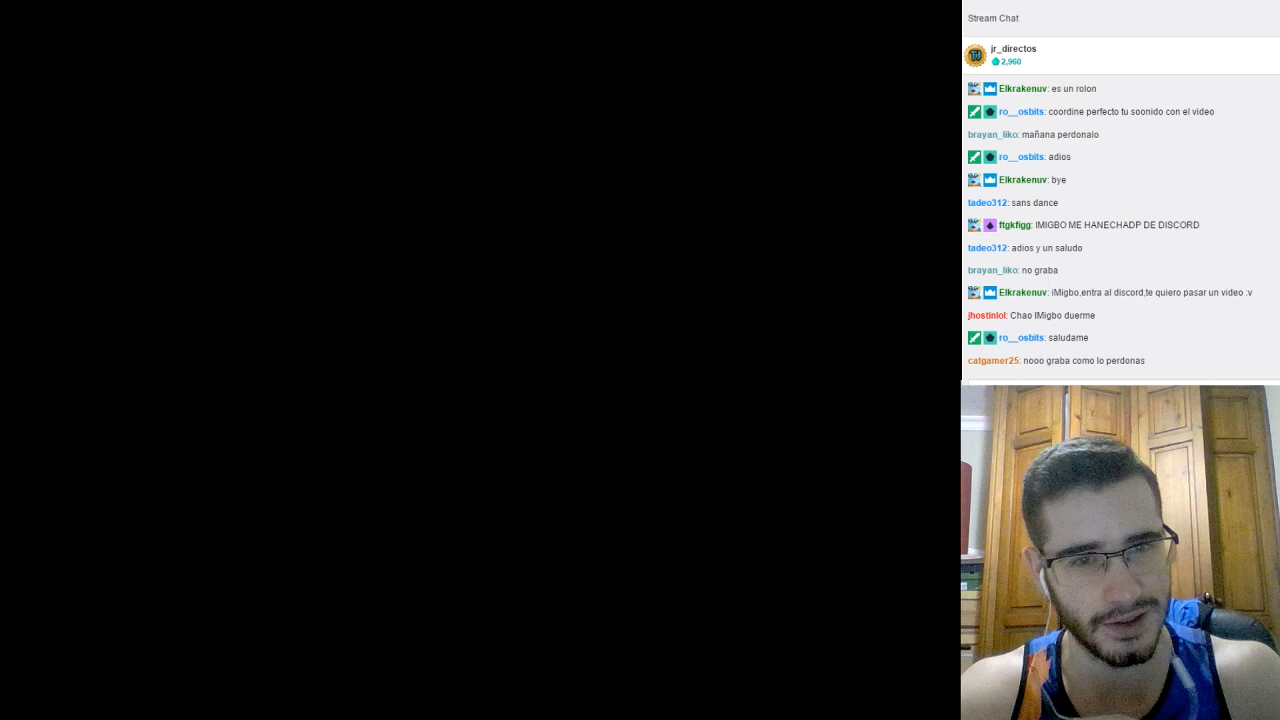 Stream Chat
jr_directos
2,960
Elkrakenuv: es un rolon
ro__osbits: coordine perfecto tu soonido con el video
brayan_liko: mañana perdonalo
ro__osbits: adios
Elkrakenuv: bye
tadeo312: sans dance
ftgkfigg: IMIGBO ME HANECHADP DE DISCORD
tadeo312: adios y un saludo
brayan_liko: no graba
Elkrakenuv: iMigbo,entra al discord,te quiero pasar un video :v
jhostinlol: Chao IMigbo duerme
ro__osbits: saludame
catgamer25: nooo graba como lo perdonas